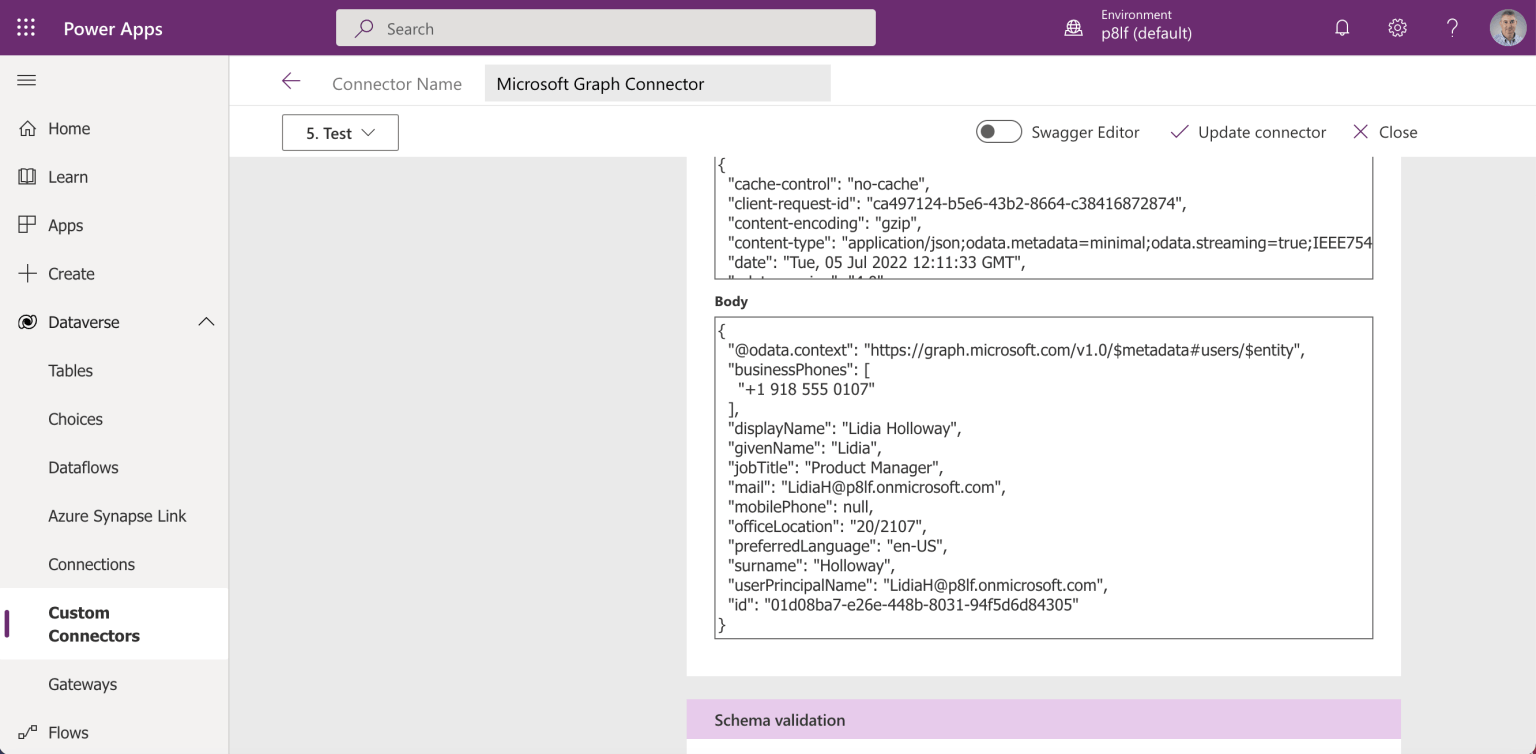 Power Apps
Search
Environment
p8lf (default)
Connector Name
Microsoft Graph Connector
5. Test
Swagger Editor
Update connector
Close
Home
Learn
Apps
Create
Dataverse
Tables
Choices
Dataflows
Azure Synapse Link
Connections
Custom
Connectors
Gateways
Flows
{
"cache-control": "no-cache",
"client-request-id": "ca497124-b5e6-43b2-8664-c38416872874",
"content-encoding": "gzip",
"content-type": "application/json;odata.metadata=minimal;odata.streaming=true;IEEE754
"date": "Tue, 05 Jul 2022 12:11:33 GMT",
Body
{
"@odata.context": "https://graph.microsoft.com/v1.0/$metadata#users/$entity",
"businessPhones": [
"+1 918 555 0107"
],
"displayName": "Lidia Holloway",
"givenName": "Lidia",
"jobTitle": "Product Manager",
"mail": "LidiaH@p8lf.onmicrosoft.com",
"mobilePhone": null,
"officeLocation": "20/2107",
"preferredLanguage": "en-US",
"surname": "Holloway",
"userPrincipalName": "LidiaH@p8lf.onmicrosoft.com",
"id": "01d08ba7-e26e-448b-8031-94f5d6d84305"
}
Schema validation